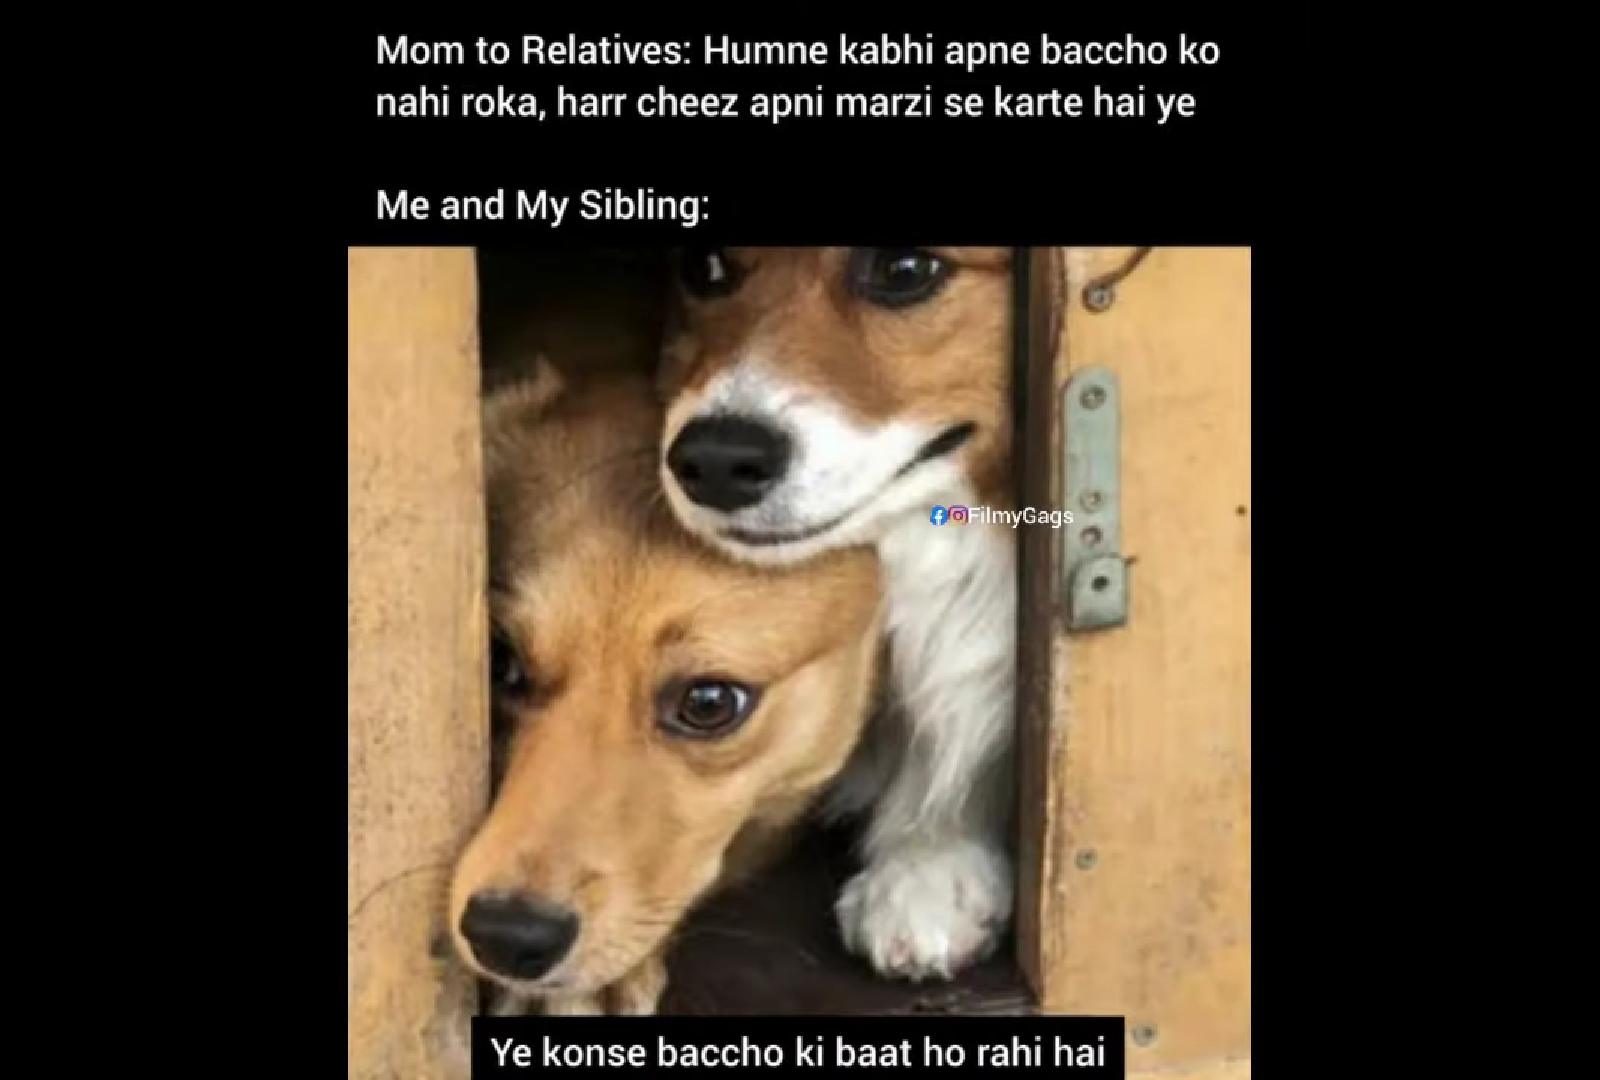 Mom to Relatives: Humne kabhi apne baccho ko
nahi roka, harr cheez apni marzi se karte hai ye
Me and My Sibling:
FilmyGags
Ye konse baccho ki baat ho rahi hai